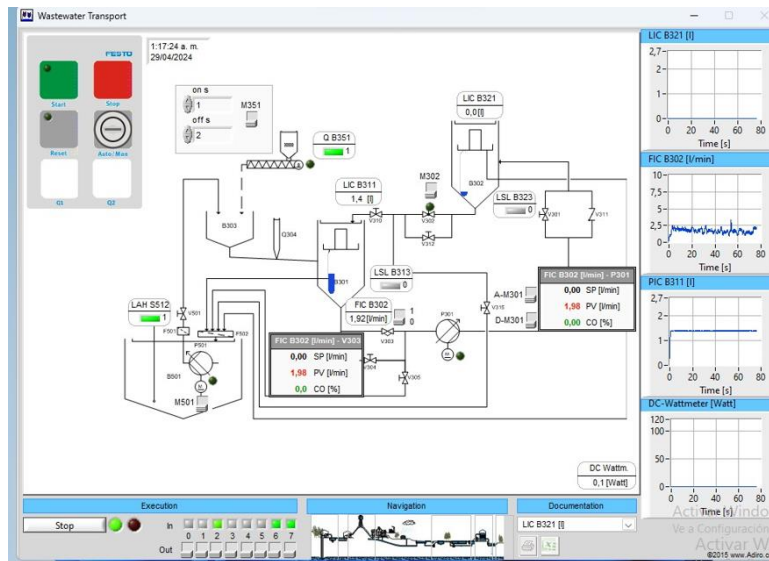 Wastewater Transport
FESTO
Start
Stop
Reset
Auto/Man
Q1
Q2
1:17:24 a. m.
29/04/2024
on s
1
off s
2
M351
Q B351
1
LIC B321
0,0[l]
M302
B302
LSL B323
0
V301
V311
LIC B311
1,4 [l]
V310
V302
V312
B303
Q304
B301
LSL B313
0
LAH S512
1
V501
F501
P501
F502
B501
M501
FIC B302
1,92[l/min]
1
0
V303
P301
V315
A-M301
D-M301
FIC B302 [l/min] - P301
0,00 SP [l/min]
1,98 PV [l/min]
0,00 CO [%]
FIC B302 [l/min] - V303
0,00 SP [l/min]
1,98 PV [l/min]
0,0 CO [%]
V304
V305
DC Wattm.
0,1 [Watt]
LIC B321 [l]
2,7
2
1
0
0 20 40 60 80
Time [s]
FIC B302 [l/min]
10
7,5
5
2,5
0
0 20 40 60 80
Time [s]
PIC B311 [l]
2,7
2
1
0
0 20 40 60 80
Time [s]
DC-Wattmeter [Watt]
120
100
50
0
0 20 40 60 80
Time [s]
Execution
Stop
In
0 1 2 3 4 5 6 7
Out
Navigation
Documentation
LIC B321 [l]
Ve a Configuración
Activar W
©2015 www.Adiro.c